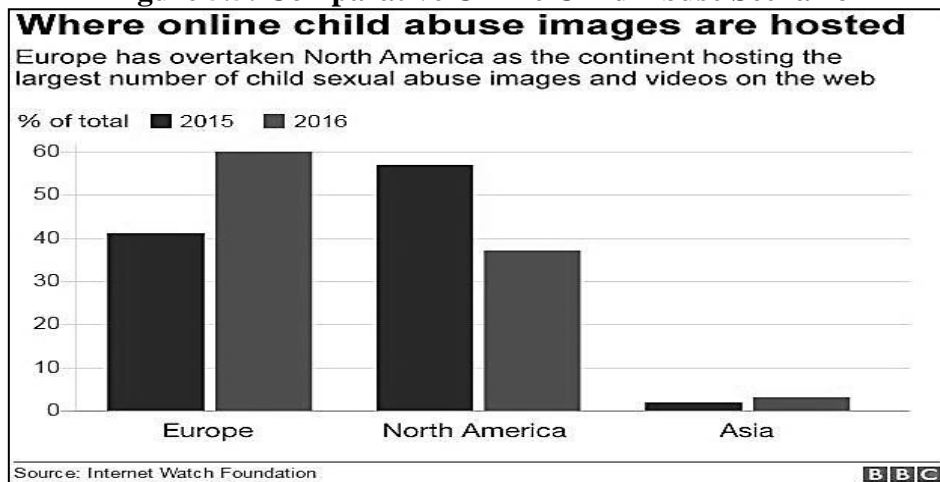 Where online child abuse images are hosted
Europe has overtaken North America as the continent hosting the
largest number of child sexual abuse images and videos on the web
% of total 2015 2016
60
50
40
30
20
10
0
Europe North America Asia
Source: Internet Watch Foundation BBC